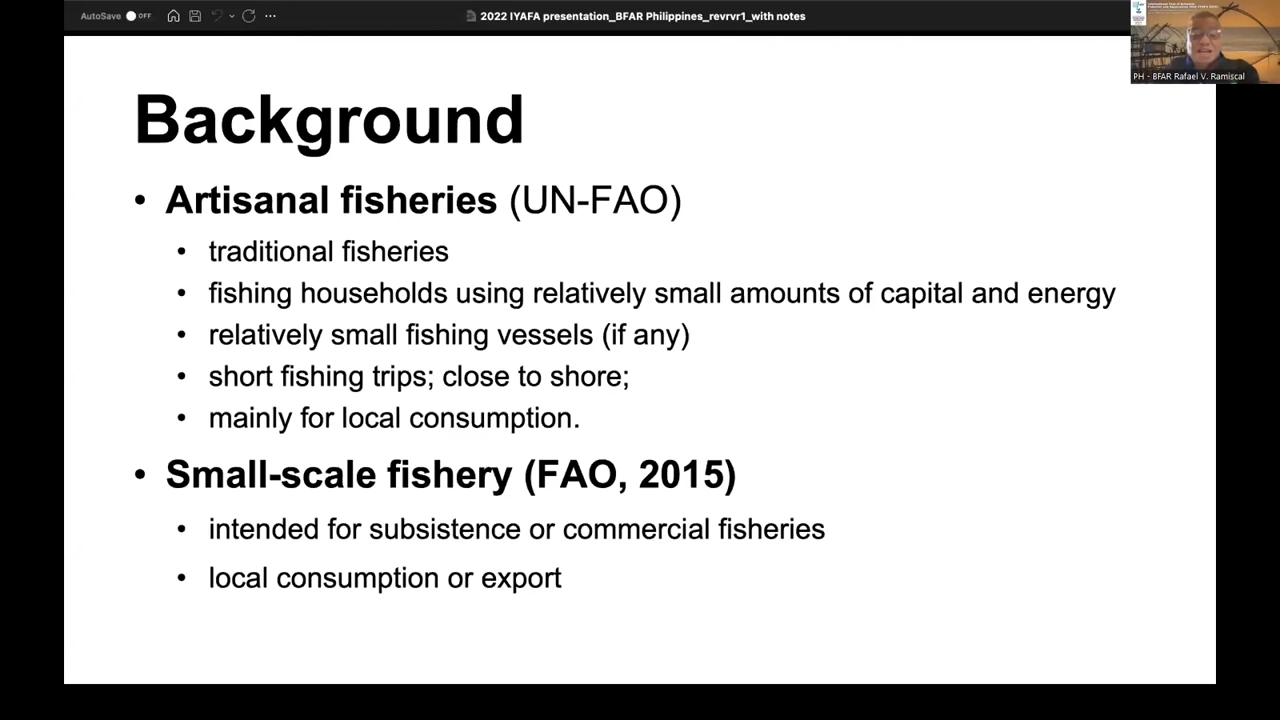 AutoSave OFF
2022 IYAFA presentation_BFAR Philippines_revrvr1_with notes
PH - BFAR Rafael V. Ramiscal
Background
• Artisanal fisheries (UN-FAO)
• traditional fisheries
• fishing households using relatively small amounts of capital and energy
• relatively small fishing vessels (if any)
• short fishing trips; close to shore;
• mainly for local consumption.
• Small-scale fishery (FAO, 2015)
• intended for subsistence or commercial fisheries
• local consumption or export